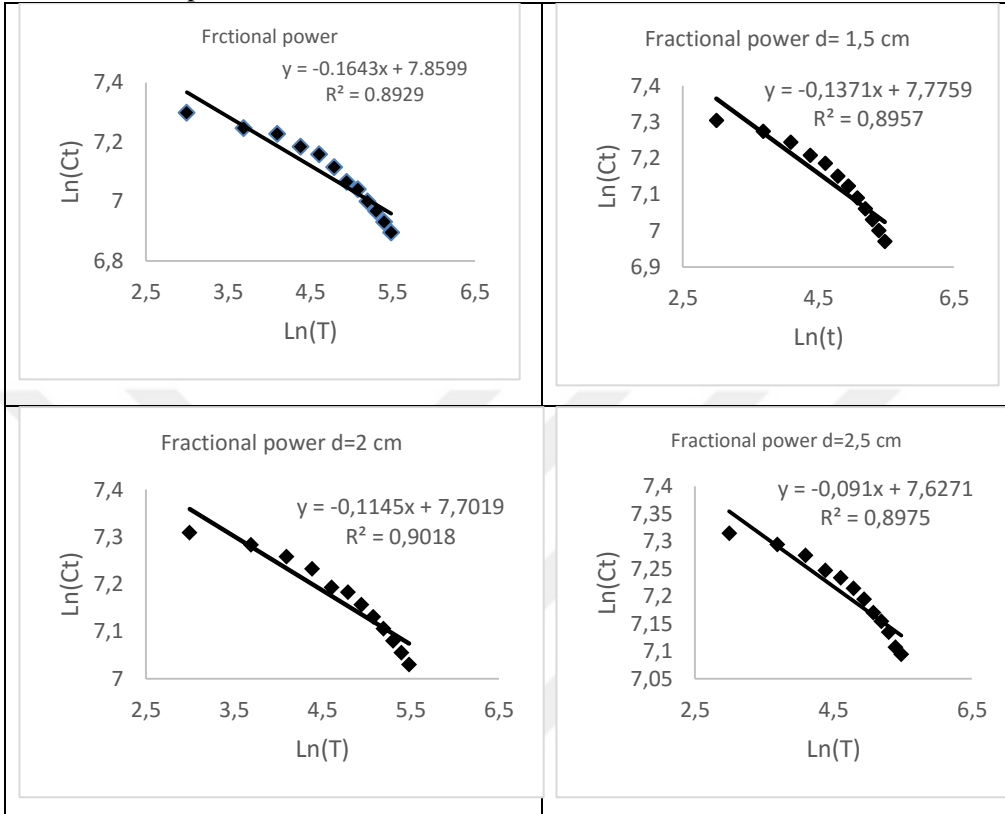 Frctional power
y = -0.1643x + 7.8599
R² = 0.8929
7,4
7,2
7
6,8
2,5 3,5 4,5 5,5 6,5
Ln(Ct)
Ln(T)
Fractional power d= 1,5 cm
y = -0,1371x + 7,7759
R² = 0,8957
7,4
7,3
7,2
7,1
7
6,9
2,5 4,5 6,5
Ln(Ct)
Ln(t)
Fractional power d=2 cm
y = -0,1145x + 7,7019
R² = 0,9018
7,4
7,3
7,2
7,1
7
2,5 3,5 4,5 5,5 6,5
Ln(Ct)
Ln(T)
Fractional power d=2,5 cm
y = -0,091x + 7,6271
R² = 0,8975
7,4
7,35
7,3
7,25
7,2
7,15
7,1
7,05
2,5 4,5 6,5
Ln(Ct)
Ln(T)